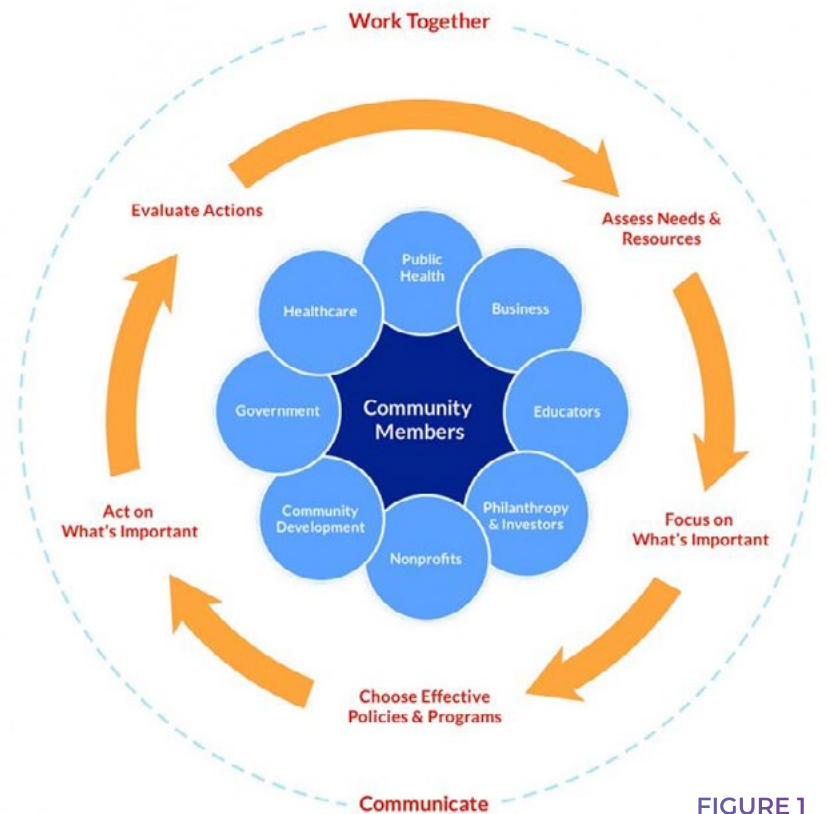 Work Together
Evaluate Actions
Assess Needs &
Resources
Public
Health
Healthcare
Business
Government
Community
Members
Educators
Community
Development
Philanthropy
& Investors
Nonprofits
Act on
What's Important
Focus on
What's Important
Choose Effective
Policies & Programs
Communicate
FIGURE 1